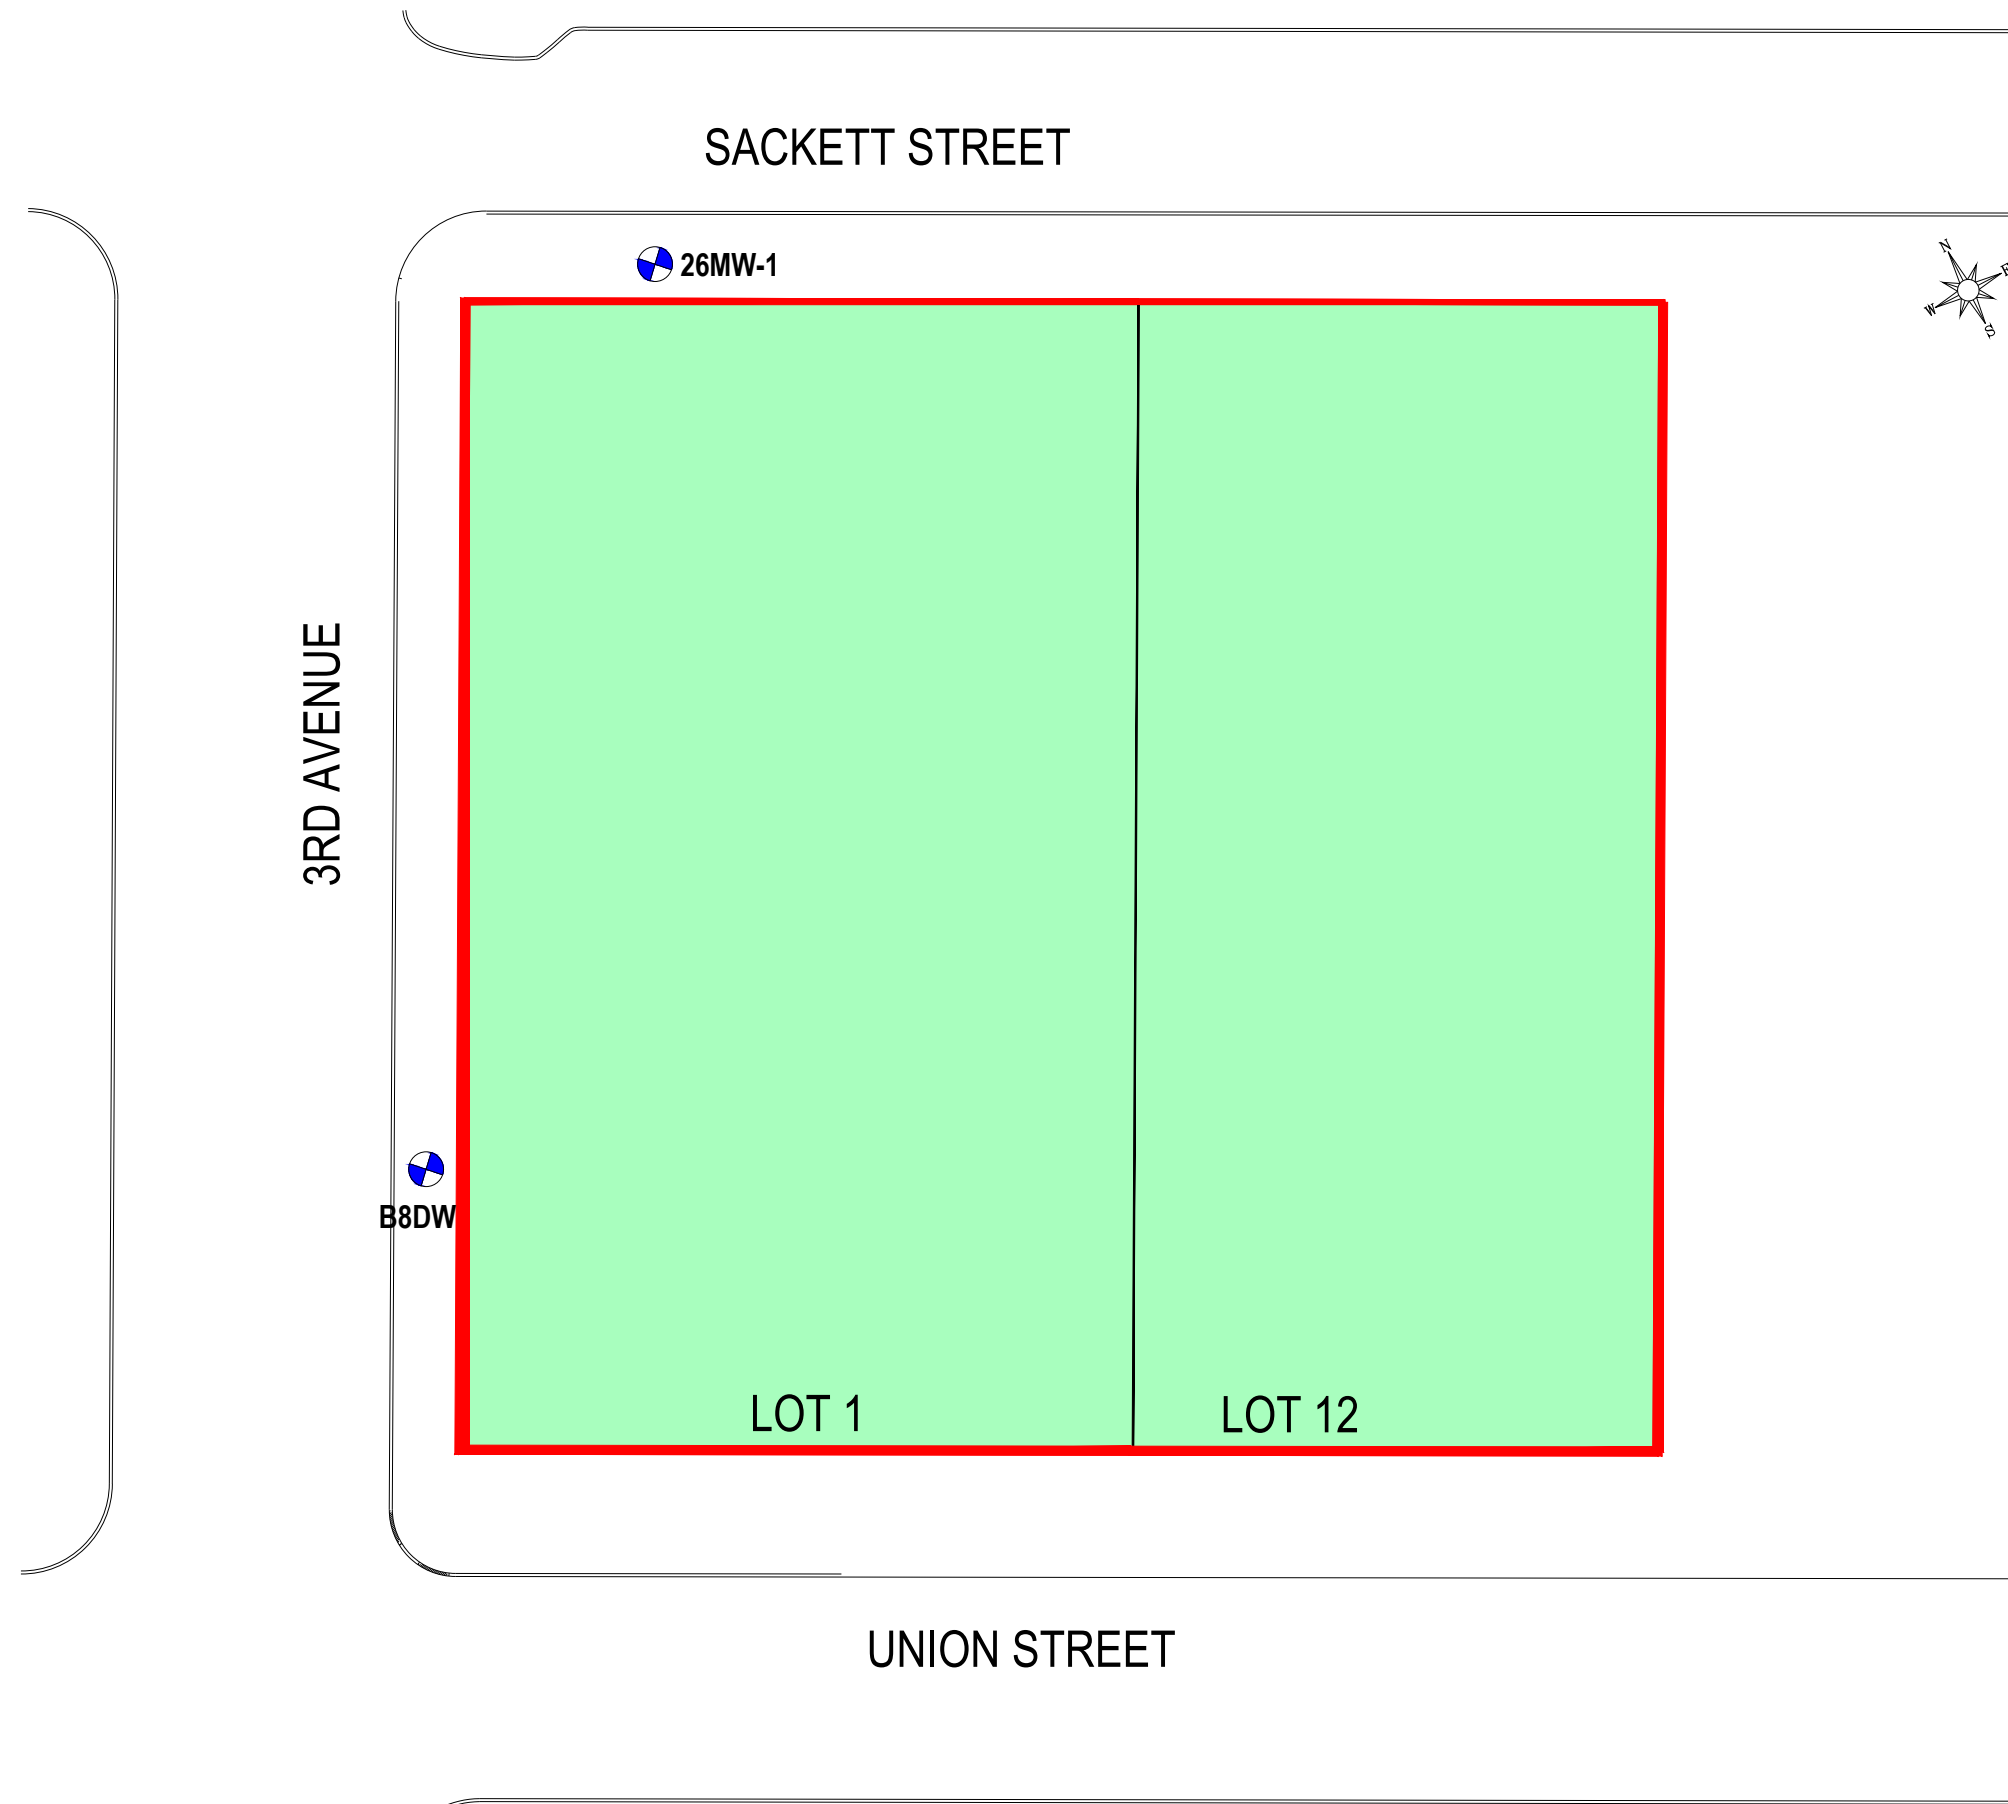 SACKETT STREET
26MW-1
N
E
W
S
3RD AVENUE
B8DW
LOT 1
LOT 12
UNION STREET